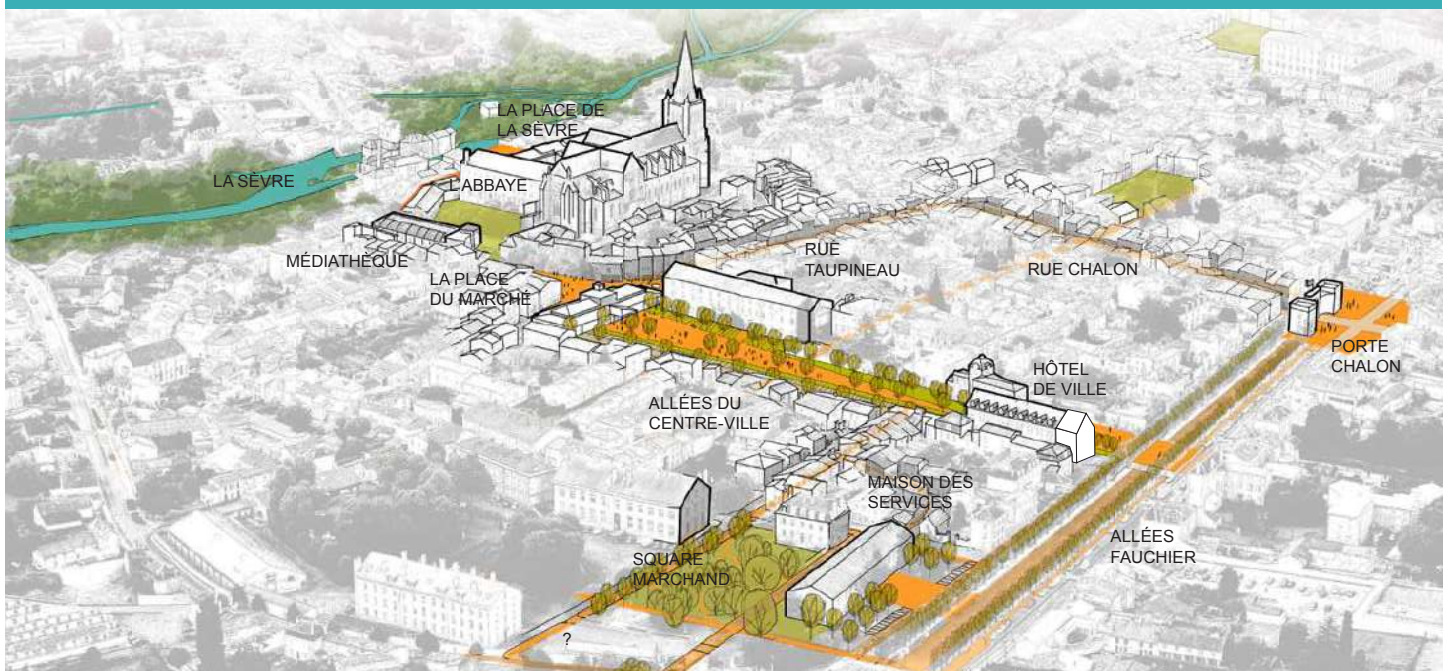 LA PLACE DE
LA SÈVRE
LA SÈVRE
L'ABBAYE
MÉDIATHÈQUE
LA PLACE
DU MARCHÉ
RUE
TAUPINEAU
RUE CHALON
PORTE
CHALON
HÔTEL
DE VILLE
ALLÉES DU
CENTRE-VILLE
MAISON DES
SERVICES
ALLÉES
FAUCHIER
SQUARE
MARCHAND
?